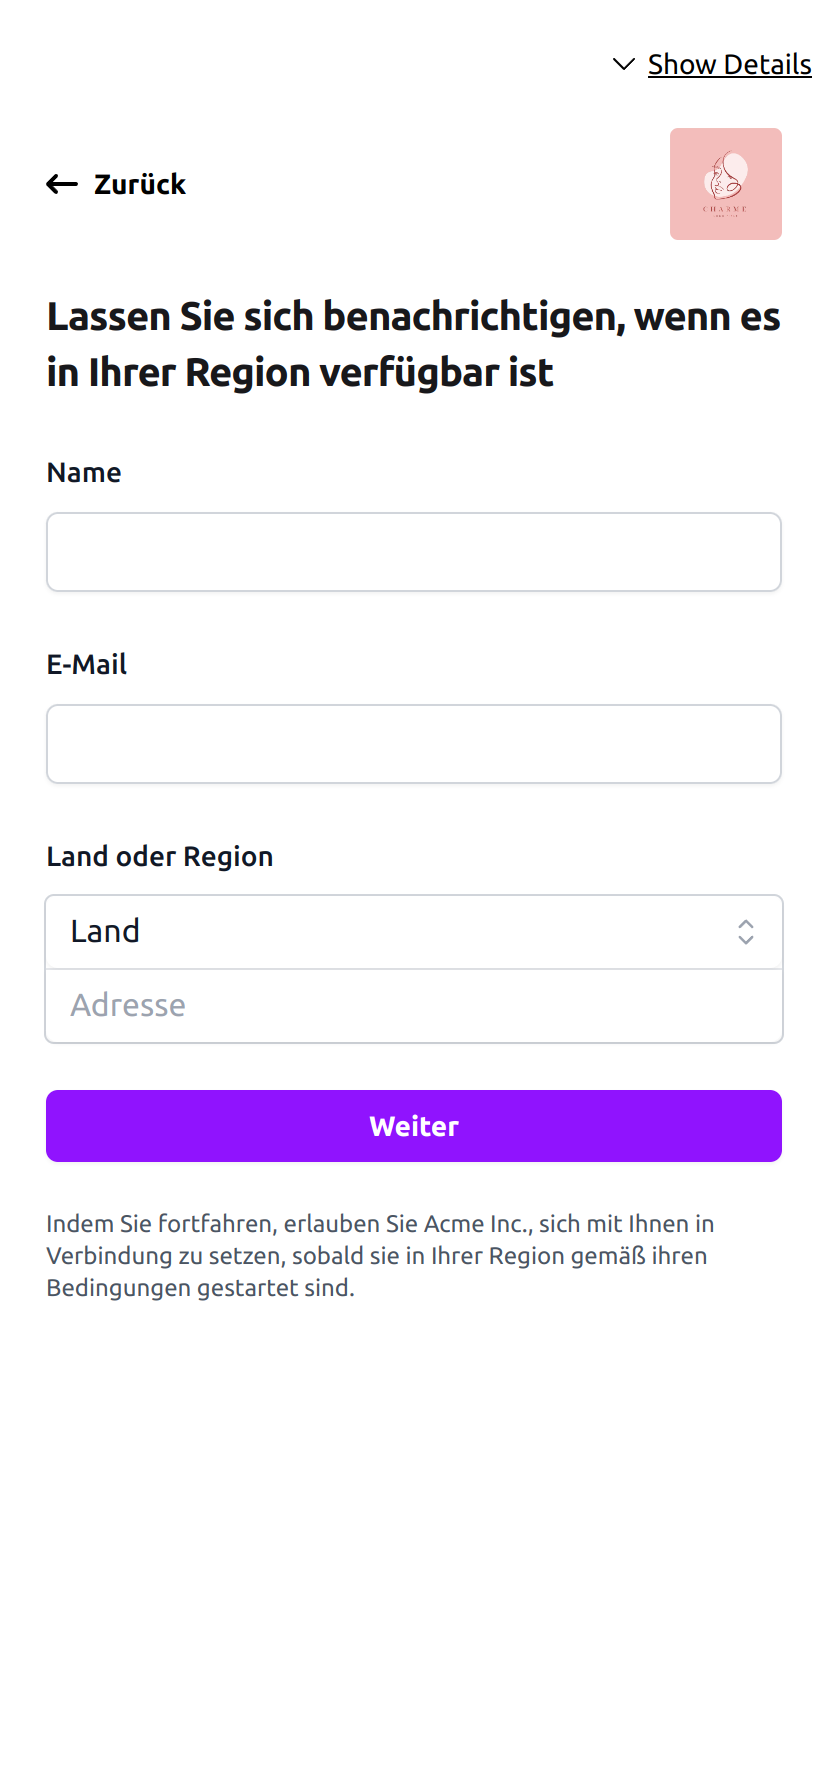 Show Details
Zurück
CHARME
Lassen Sie sich benachrichtigen, wenn es
in Ihrer Region verfügbar ist
Name
E-Mail
Land oder Region
Land
Adresse
Weiter
Indem Sie fortfahren, erlauben Sie Acme Inc., sich mit Ihnen in
Verbindung zu setzen, sobald sie in Ihrer Region gemäß ihren
Bedingungen gestartet sind.